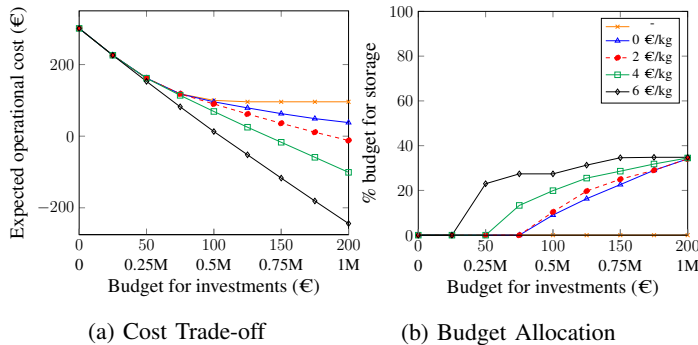 Expected operational cost (€)
200
0
−200
0 50 100 150 200
0 0.25M 0.5M 0.75M 1M
Budget for investments (€)
(a) Cost Trade-off
% budget for storage
100
80
60
40
20
0
-
0 €/kg
2 €/kg
4 €/kg
6 €/kg
0 50 100 150 200
0 0.25M 0.5M 0.75M 1M
Budget for investments (€)
(b) Budget Allocation